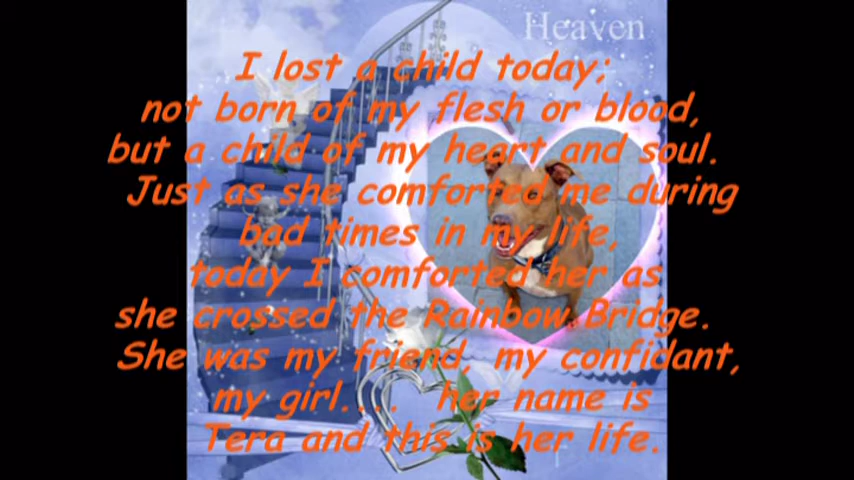 Heaven
I lost a child today;
not born of my flesh or blood,
but a child of my heart and soul.
Just as she comforted me during
bad times in my life,
today I comforted her as
she crossed the Rainbow Bridge.
She was my friend, my confidant,
my girl.... her name is
Tera and this is her life.